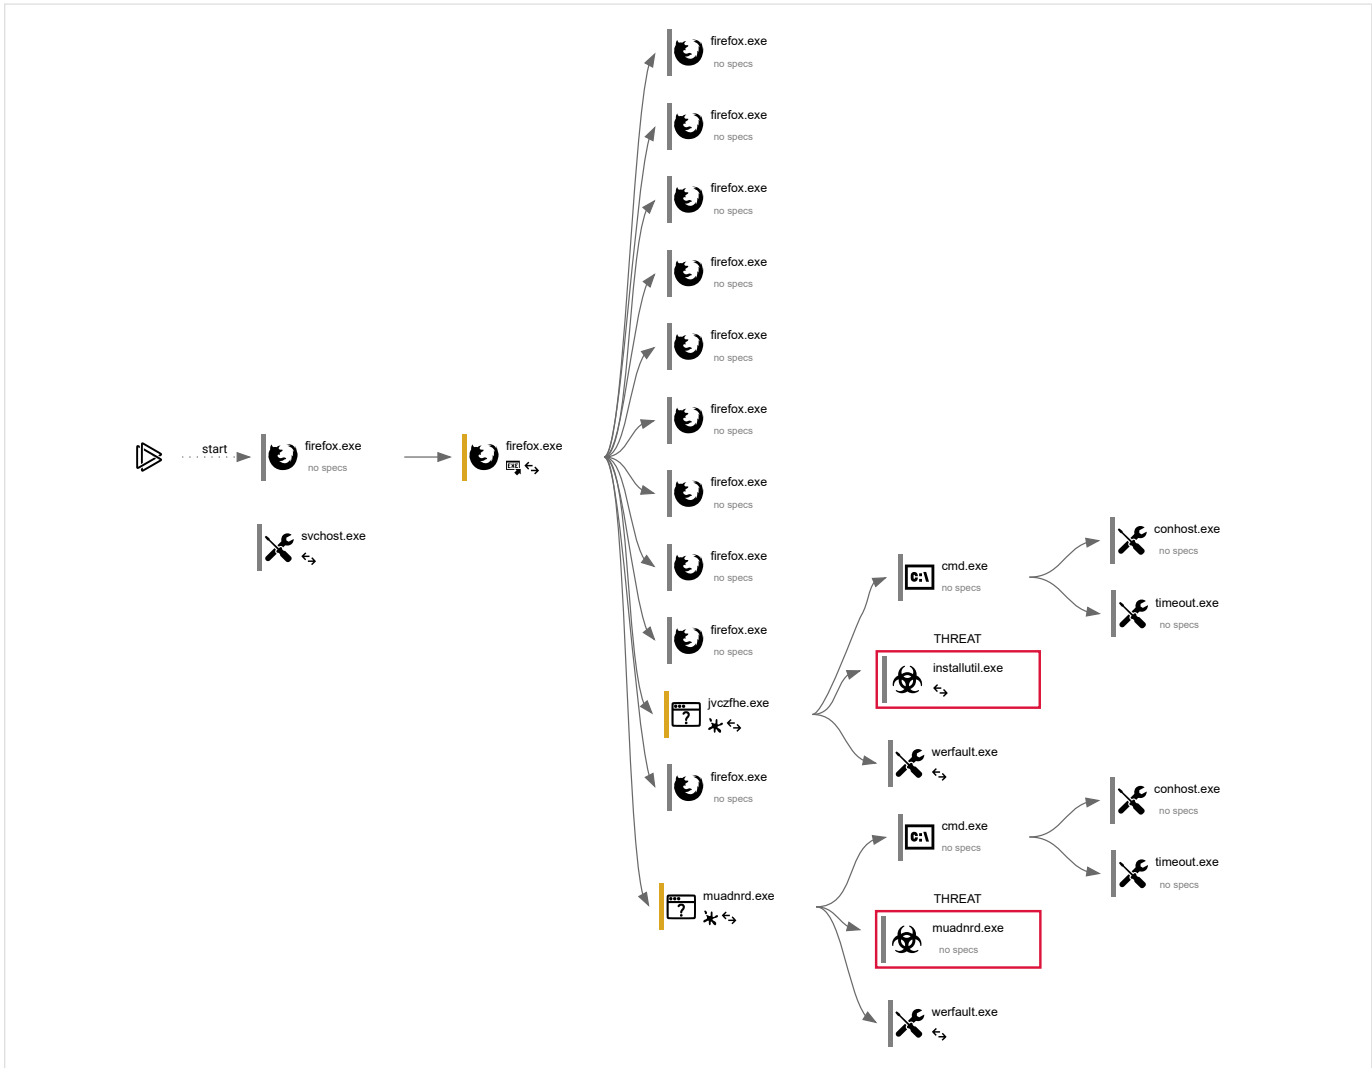 firefox.exe
no specs
firefox.exe
no specs
firefox.exe
no specs
firefox.exe
no specs
firefox.exe
no specs
firefox.exe
no specs
start
firefox.exe
no specs
firefox.exe
EXE
firefox.exe
no specs
svchost.exe
firefox.exe
no specs
firefox.exe
no specs
jvczfhe.exe
firefox.exe
no specs
muadnrd.exe
C:\
cmd.exe
no specs
conhost.exe
no specs
timeout.exe
no specs
THREAT
installutil.exe
werfault.exe
C:\
cmd.exe
no specs
conhost.exe
no specs
timeout.exe
no specs
THREAT
muadnrd.exe
no specs
werfault.exe